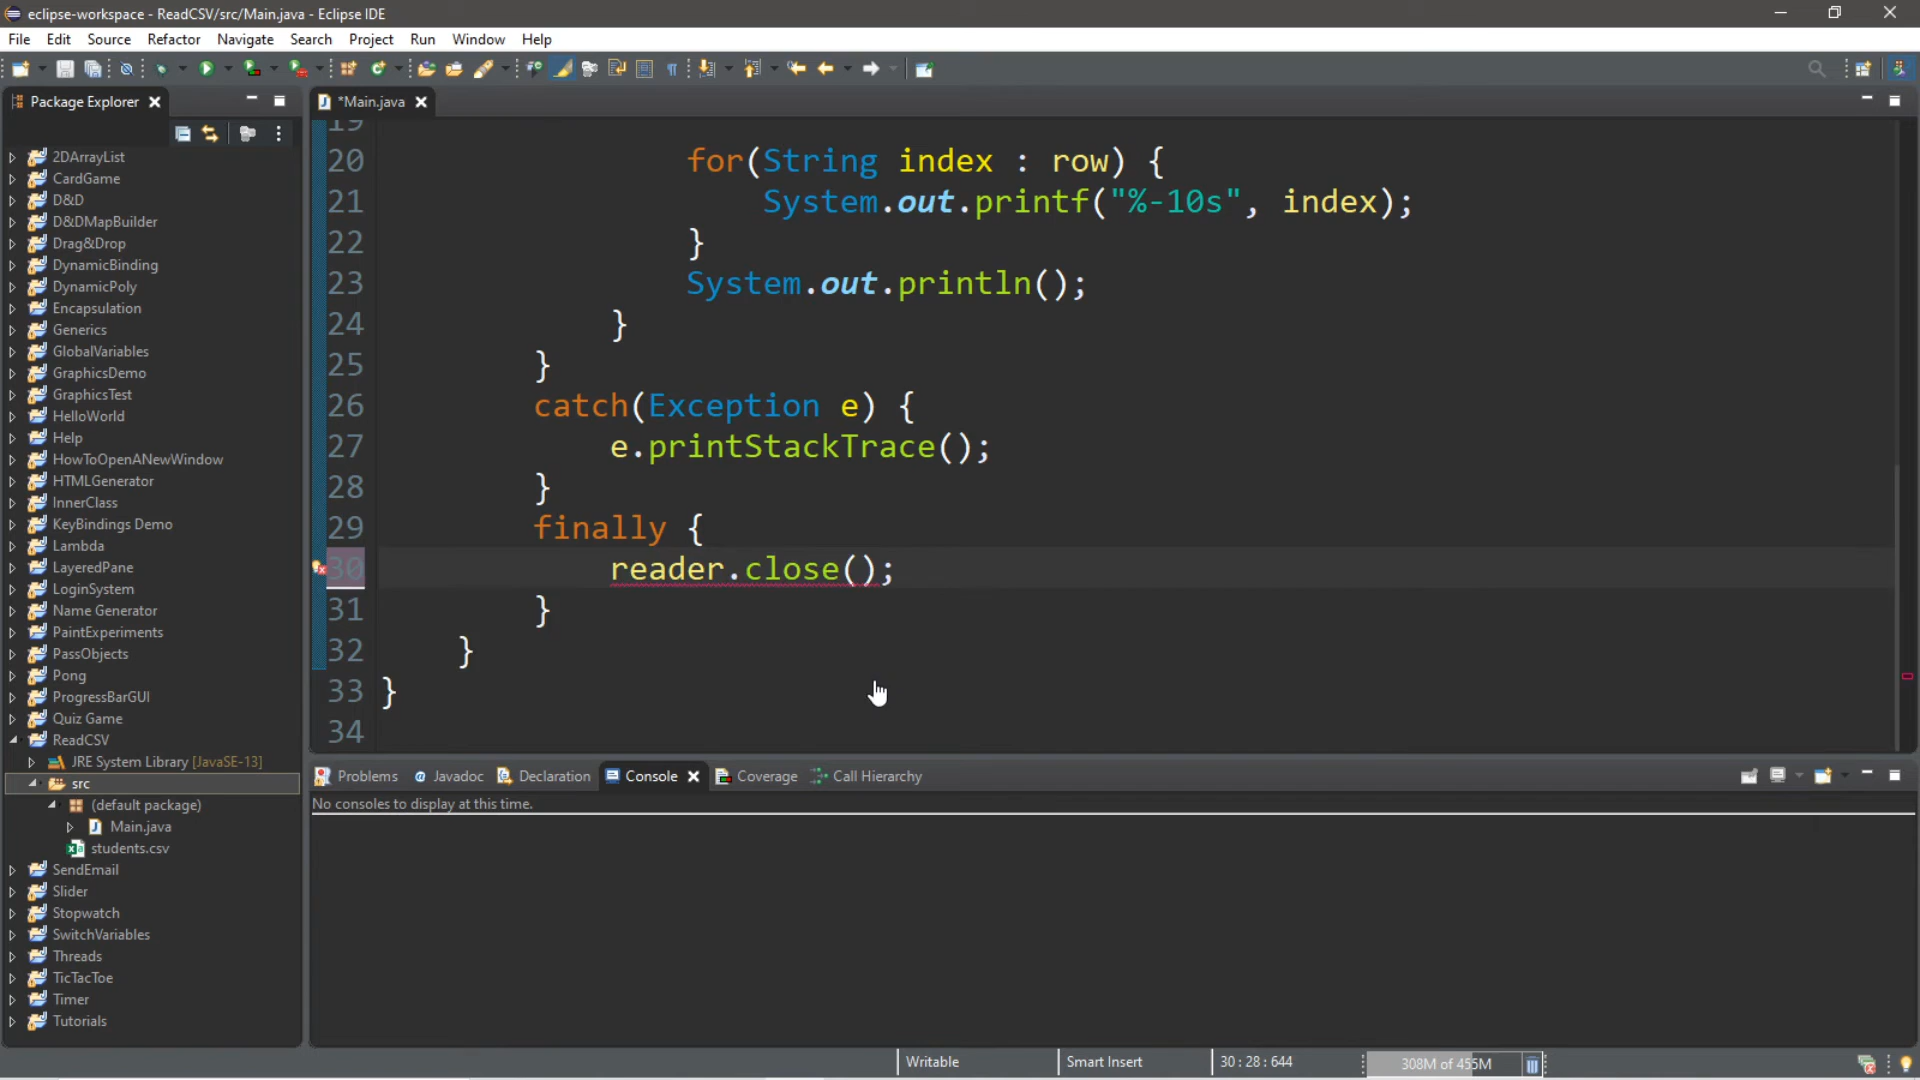 eclipse-workspace - ReadCSV/src/Main.java - Eclipse IDE
File Edit Source Refactor Navigate Search Project Run Window Help
Package Explorer
*Main.java
2DArrayList
CardGame
D&D
D&DMapBuilder
Drag&Drop
DynamicBinding
DynamicPoly
Encapsulation
Generics
GlobalVariables
GraphicsDemo
GraphicsTest
HelloWorld
Help
HowToOpenANewWindow
HTMLGenerator
InnerClass
KeyBindings Demo
Lambda
LayeredPane
LoginSystem
Name Generator
PaintExperiments
PassObjects
Pong
ProgressBarGUI
Quiz Game
ReadCSV
JRE System Library [JavaSE-13]
src
(default package)
Main.java
students.csv
SendEmail
Slider
Stopwatch
SwitchVariables
Threads
TicTacToe
Timer
Tutorials
19
20 for(String index : row) {
21 System.out.printf("%-10s", index);
22 }
23 System.out.println();
24 }
25 }
26 catch(Exception e) {
27 e.printStackTrace();
28 }
29 finally {
30 reader.close();
31 }
32 }
33 }
34
Problems Javadoc Declaration Console Coverage Call Hierarchy
No consoles to display at this time.
Writable Smart Insert 30 : 28 : 644 308M of 455M